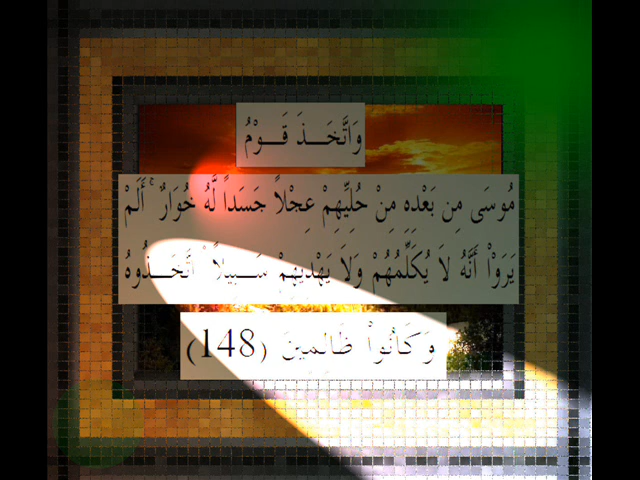 وَاتَّخَذَ قَوْمُ
مُوسَى مِن بَعْدِهِ مِنْ حُلِيِّهِمْ عِجْلاً جَسَداً لَّهُ خُوَارٌ ۚ أَلَمْ
يَرَوْاْ أَنَّهُ لاَ يُكَلِّمُهُمْ وَلاَ يَهْدِيهِمْ سَبِيلاً ۘ اتَّخَذُوهُ
وَكَانُواْ ظَالِمِينَ (148)